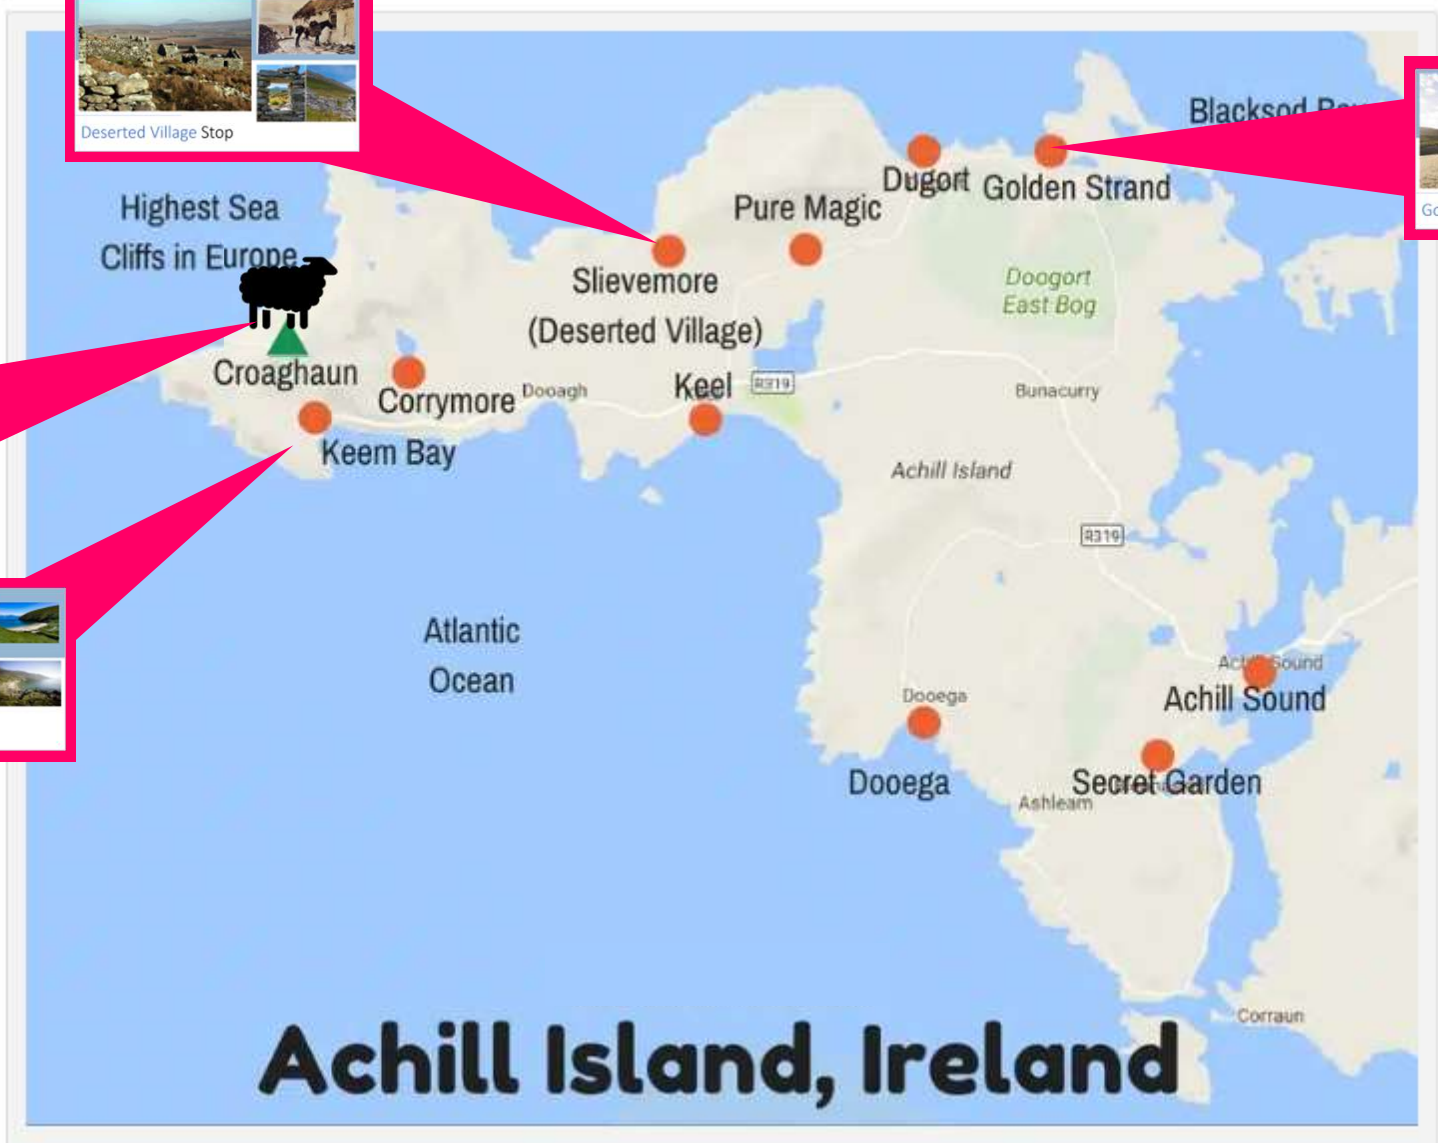 Deserted Village Stop
Blacksod
Highest Sea
Cliffs in Europe
Dugort
Golden Strand
Pure Magic
Slievemore
(Deserted Village)
Doogort
East Bog
Croaghaun
Corrymore
Dooagh
Keel
R319
Bunacurry
Keem Bay
Achill Island
R319
Atlantic
Ocean
Achill Sound
Achill Sound
Dooega
Dooega
Secret Garden
Ashleam
Corraun
Achill Island, Ireland